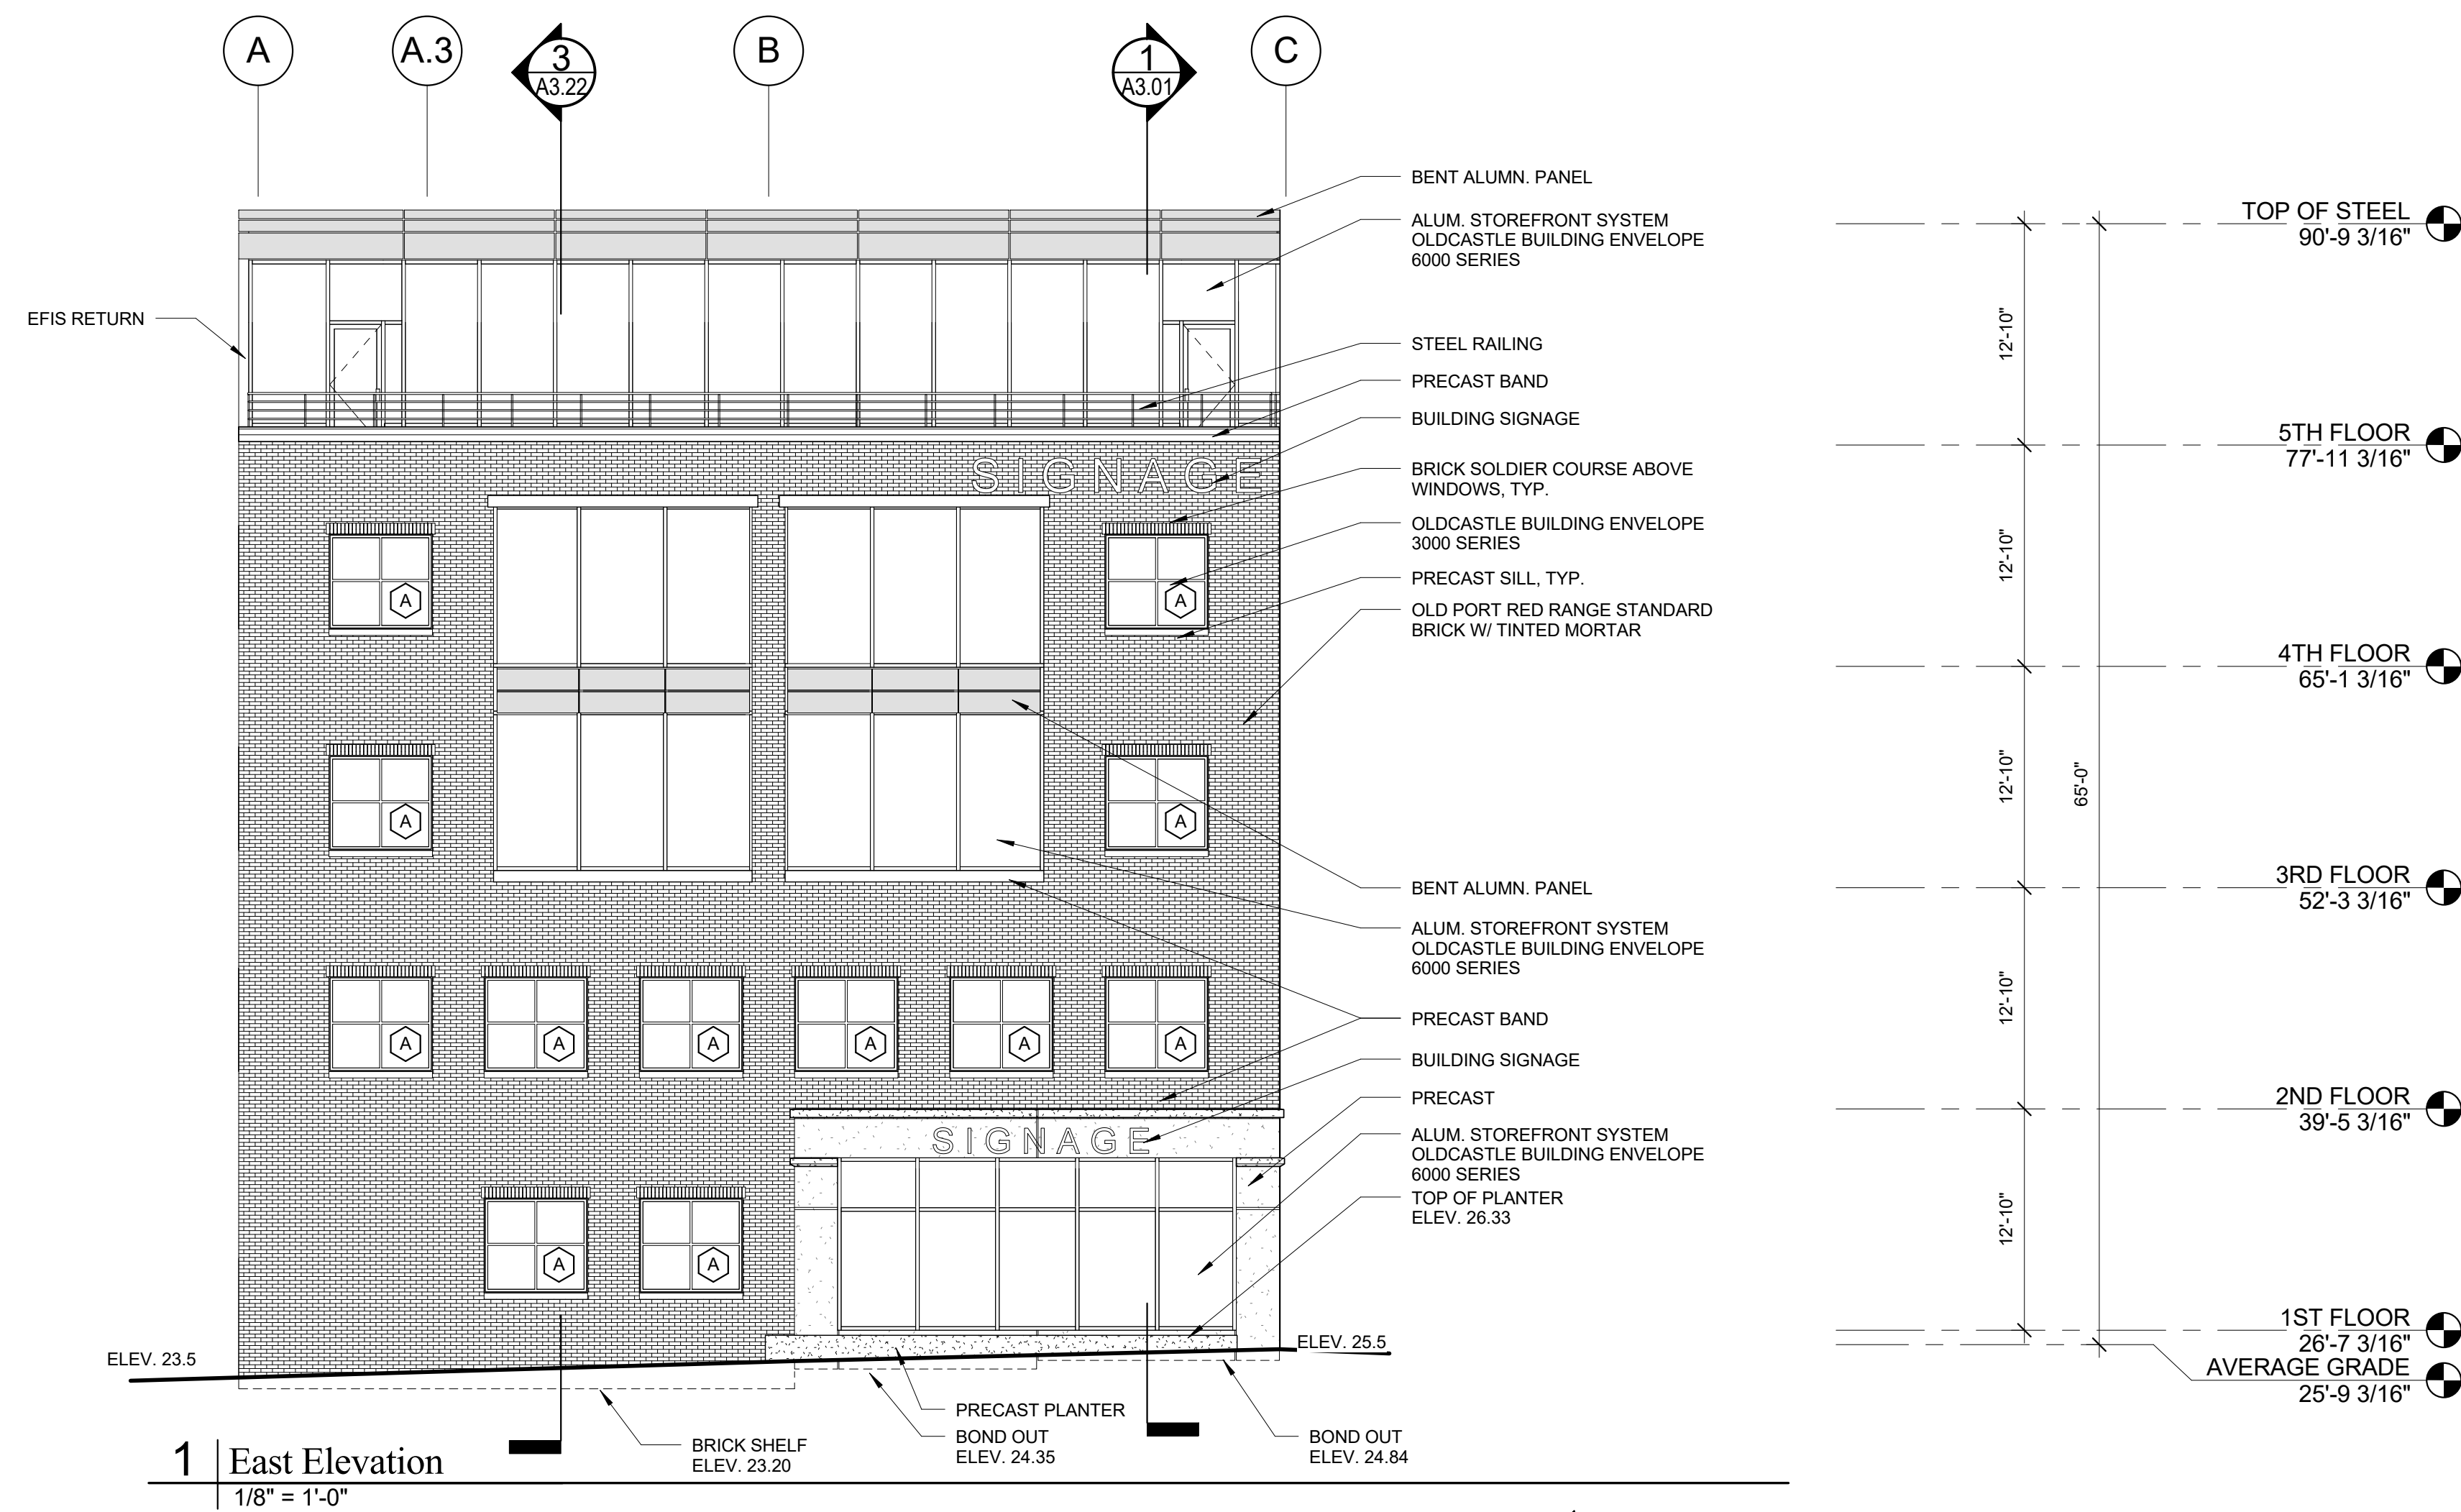 A
A.3
3
A3.22
B
1
A3.01
C
BENT ALUMN. PANEL
ALUM. STOREFRONT SYSTEM
OLDCASTLE BUILDING ENVELOPE
6000 SERIES
EFIS RETURN
STEEL RAILING
PRECAST BAND
BUILDING SIGNAGE
SIGNAGE
BRICK SOLDIER COURSE ABOVE
WINDOWS, TYP.
OLDCASTLE BUILDING ENVELOPE
3000 SERIES
PRECAST SILL, TYP.
OLD PORT RED RANGE STANDARD
BRICK W/ TINTED MORTAR
A
A
A
A
BENT ALUMN. PANEL
ALUM. STOREFRONT SYSTEM
OLDCASTLE BUILDING ENVELOPE
6000 SERIES
PRECAST BAND
A
A
A
A
A
A
BUILDING SIGNAGE
PRECAST
SIGNAGE
ALUM. STOREFRONT SYSTEM
OLDCASTLE BUILDING ENVELOPE
6000 SERIES
TOP OF PLANTER
ELEV. 26.33
A
A
ELEV. 23.5
ELEV. 25.5
PRECAST PLANTER
BOND OUT
ELEV. 24.35
BRICK SHELF
ELEV. 23.20
BOND OUT
ELEV. 24.84
TOP OF STEEL
90'-9 3/16"
12'-10"
5TH FLOOR
77'-11 3/16"
12'-10"
4TH FLOOR
65'-1 3/16"
12'-10"
65'-0"
3RD FLOOR
52'-3 3/16"
12'-10"
2ND FLOOR
39'-5 3/16"
12'-10"
1ST FLOOR
26'-7 3/16"
AVERAGE GRADE
25'-9 3/16"
1
East Elevation
1/8" = 1'-0"